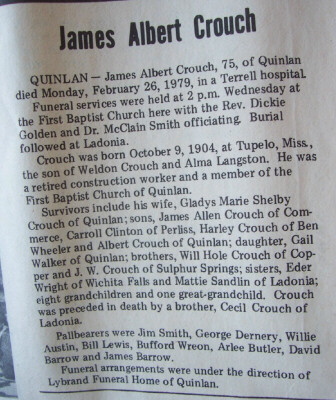 James Albert Crouch
QUINLAN — James Albert Crouch, 75, of Quinlan
died Monday, February 26, 1979, in a Terrell hospital.
Funeral services were held at 2 p.m. Wednesday at
the First Baptist Church here with the Rev. Dickie
Golden and Dr. McClain Smith officiating. Burial
followed at Ladonia.
Crouch was born October 9, 1904, at Tupelo, Miss.,
the son of Weldon Crouch and Alma Langston. He was
a retired construction worker and a member of the
First Baptist Church of Quinlan.
Survivors include his wife, Gladys Marie Shelby
Crouch of Quinlan; sons, James Allen Crouch of Com-
merce, Carroll Clinton of Perliss, Harley Crouch of Ben
Wheeler and Albert Crouch of Quinlan; daughter, Gail
Walker of Quinlan; brothers, Will Hole Crouch of Cop-
per and J. W. Crouch of Sulphur Springs; sisters, Eder
Wright of Wichita Falls and Mattie Sandlin of Ladonia;
eight grandchildren and one great-grandchild. Crouch
was preceded in death by a brother, Cecil Crouch of
Ladonia.
Pallbearers were Jim Smith, George Dernery, Willie
Austin, Bill Lewis, Bufford Wreon, Arlee Butler, David
Barrow and James Barrow.
Funeral arrangements were under the direction of
Lybrand Funeral Home of Quinlan.